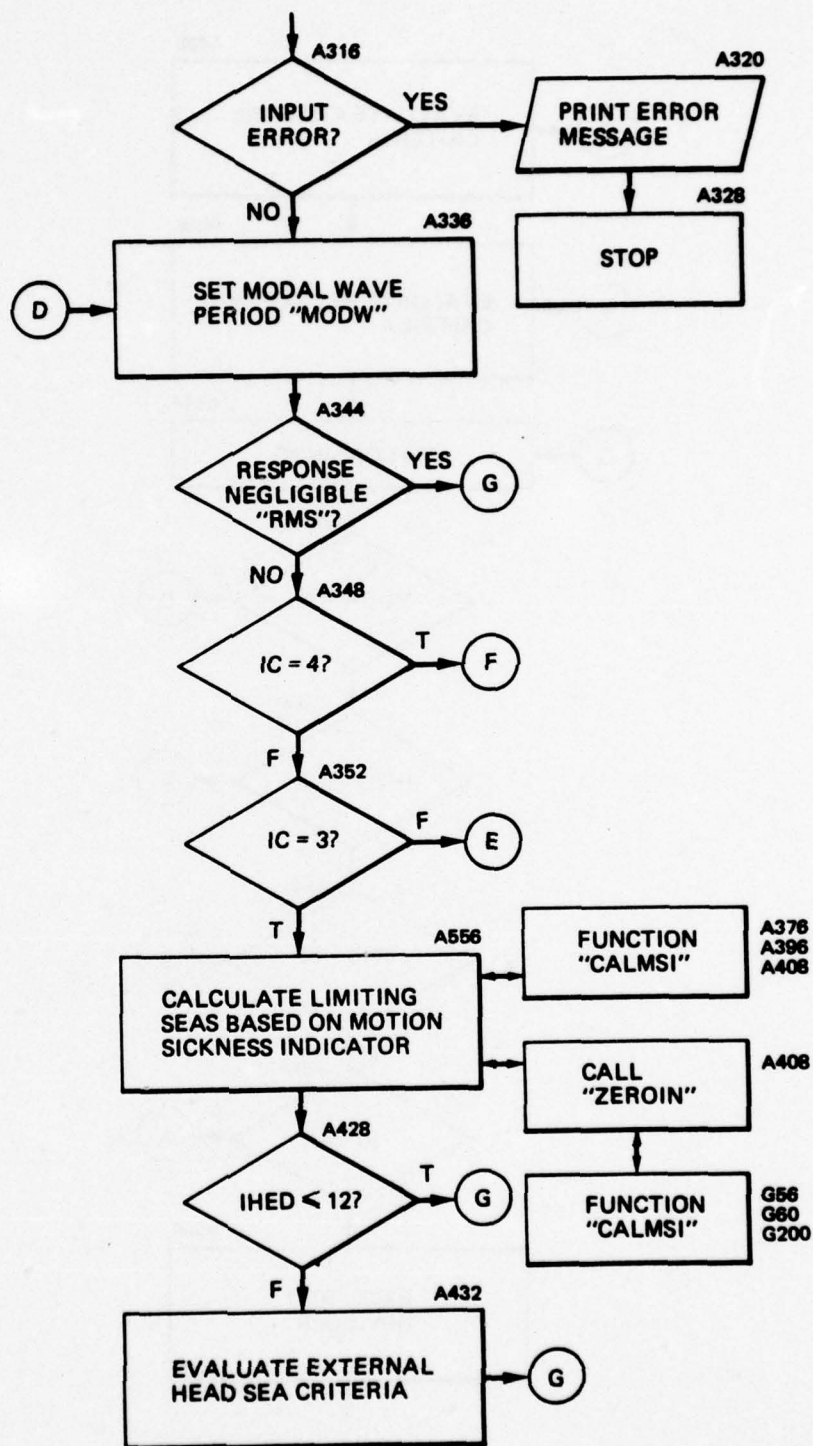 A316
INPUT
ERROR?
YES
A320
PRINT ERROR
MESSAGE
A328
STOP
NO
A336
D
SET MODAL WAVE
PERIOD "MODW"
A344
RESPONSE
NEGLIGIBLE
"RMS"?
YES
G
NO
A348
IC = 4?
T
F
F
A352
IC = 3?
F
E
T
A556
CALCULATE LIMITING
SEAS BASED ON MOTION
SICKNESS INDICATOR
FUNCTION
"CALMSI"
A376
A396
A408
CALL
"ZEROIN"
A408
FUNCTION
"CALMSI"
G56
G60
G200
A428
IHED ≤ 12?
T
G
F
A432
EVALUATE EXTERNAL
HEAD SEA CRITERIA
G